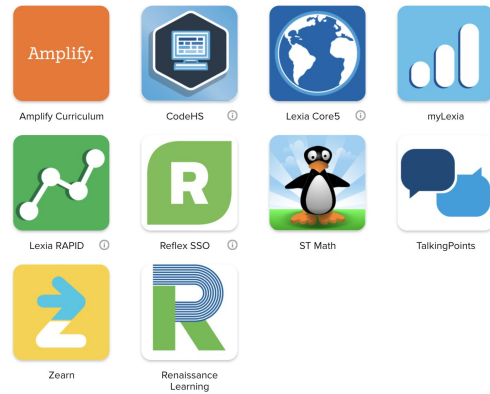 Amplify.
Amplify Curriculum
CodeHS
Lexia Core5
myLexia
R
Lexia RAPID
Reflex SSO
ST Math
TalkingPoints
Zearn
R
Renaissance
Learning